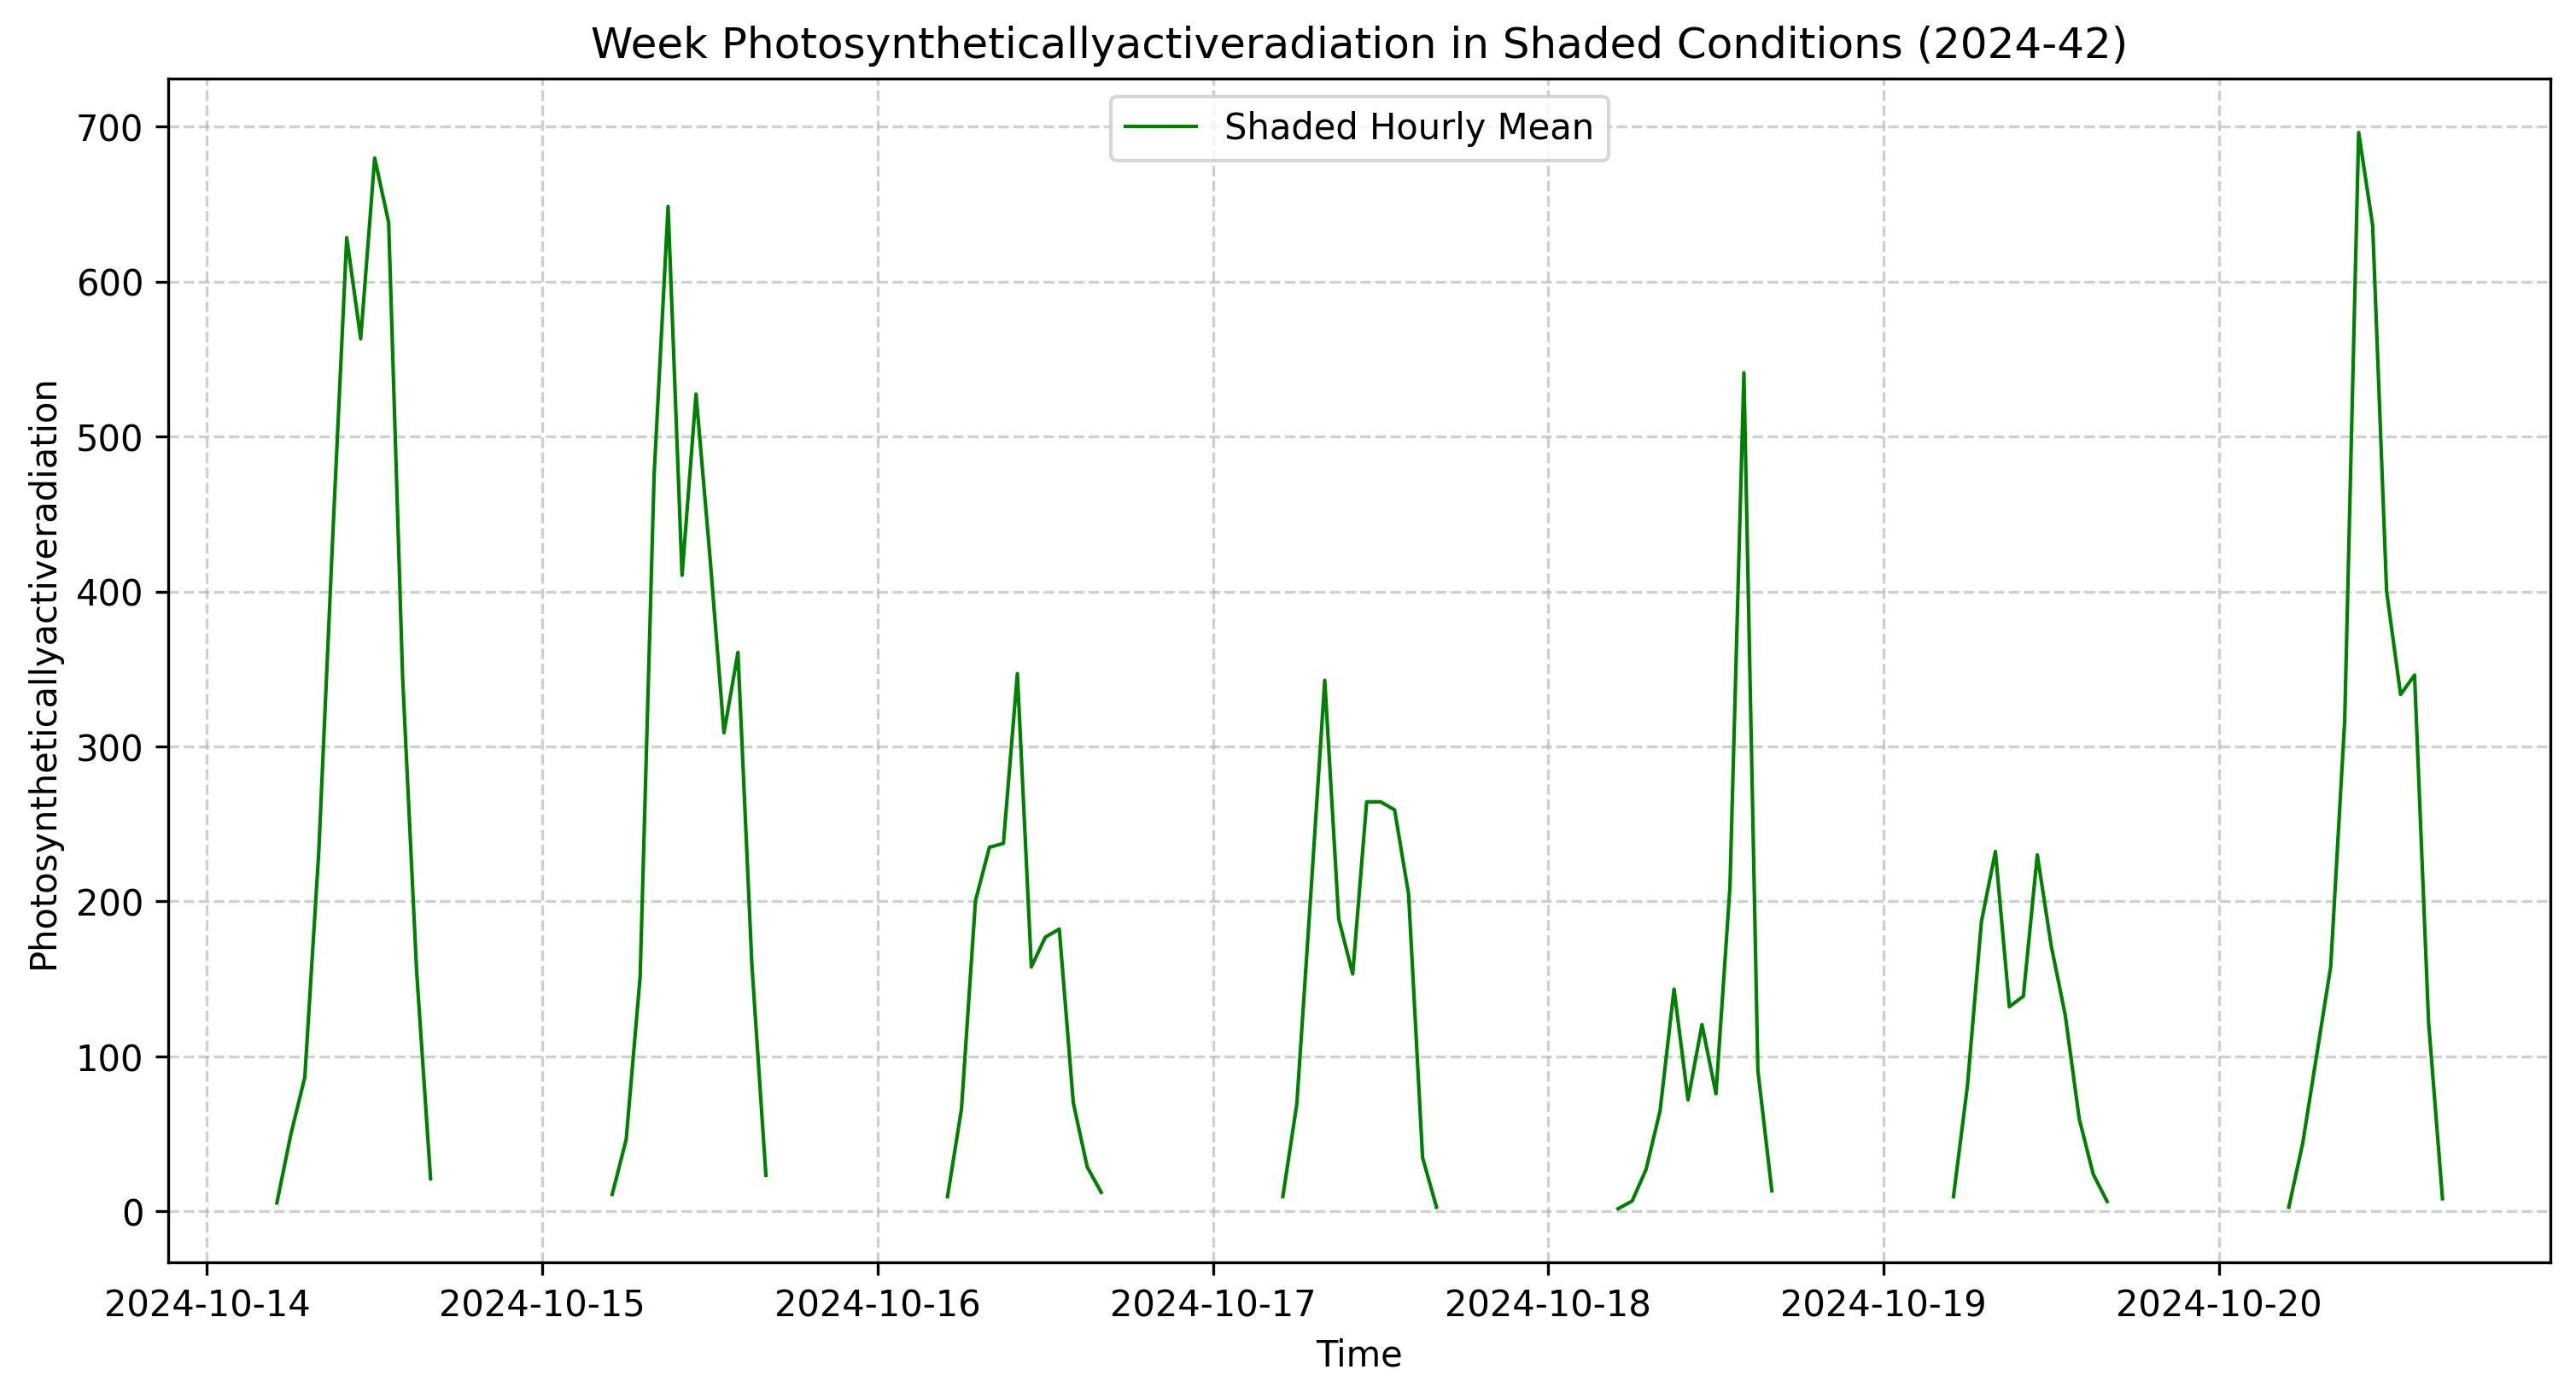 Week Photosyntheticallyactiveradiation in Shaded Conditions (2024-42)
Shaded Hourly Mean
Photosyntheticallyactiveradiation
700
600
500
400
300
200
100
0
2024-10-14 2024-10-15 2024-10-16 2024-10-17 2024-10-18 2024-10-19 2024-10-20
Time